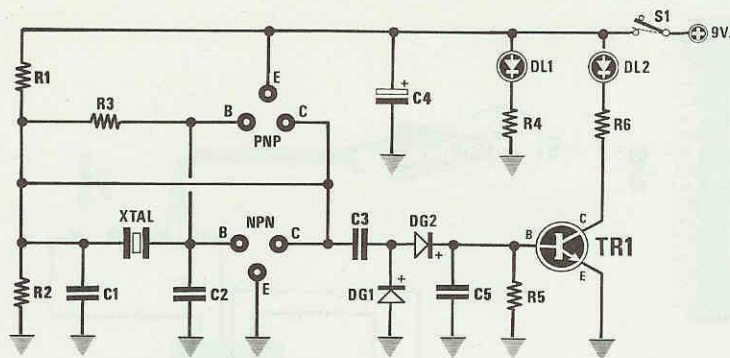 S1
9V.
R1
E
C4
DL1
DL2
R3
B
C
PNP
R4
R6
XTAL
B
NPN
C
C3
DG2
B
C
TR1
E
E
R2
C1
C2
DG1
C5
R5
+
+
+
+